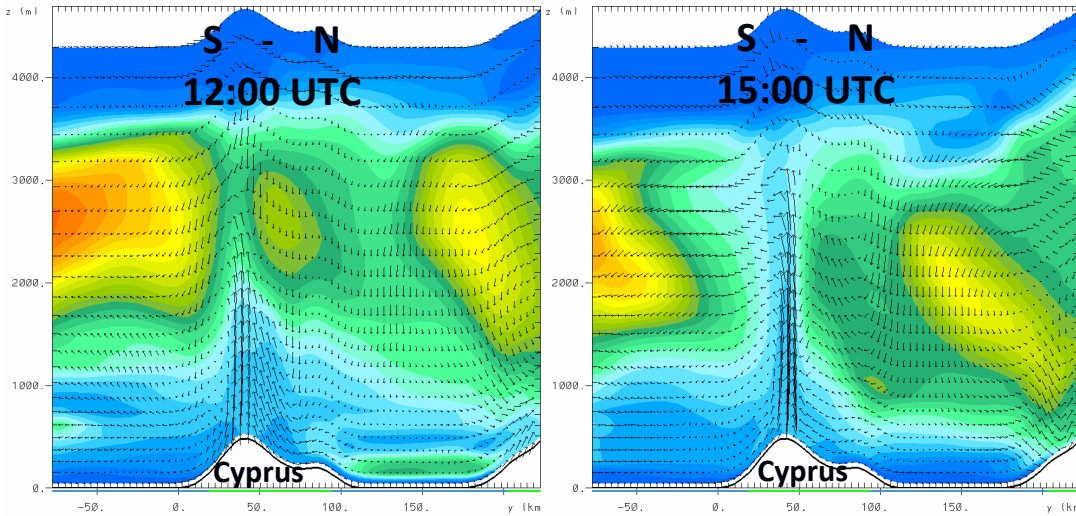 z (m)
S - N
12:00 UTC
4000.
3000.
2000.
1000.
0.
Cyprus
-50.
0.
50.
100.
150.
y (km
z (m)
S - N
15:00 UTC
4000.
3000.
2000.
1000.
0.
Cyprus
-50.
0.
50.
100.
150.
y (km